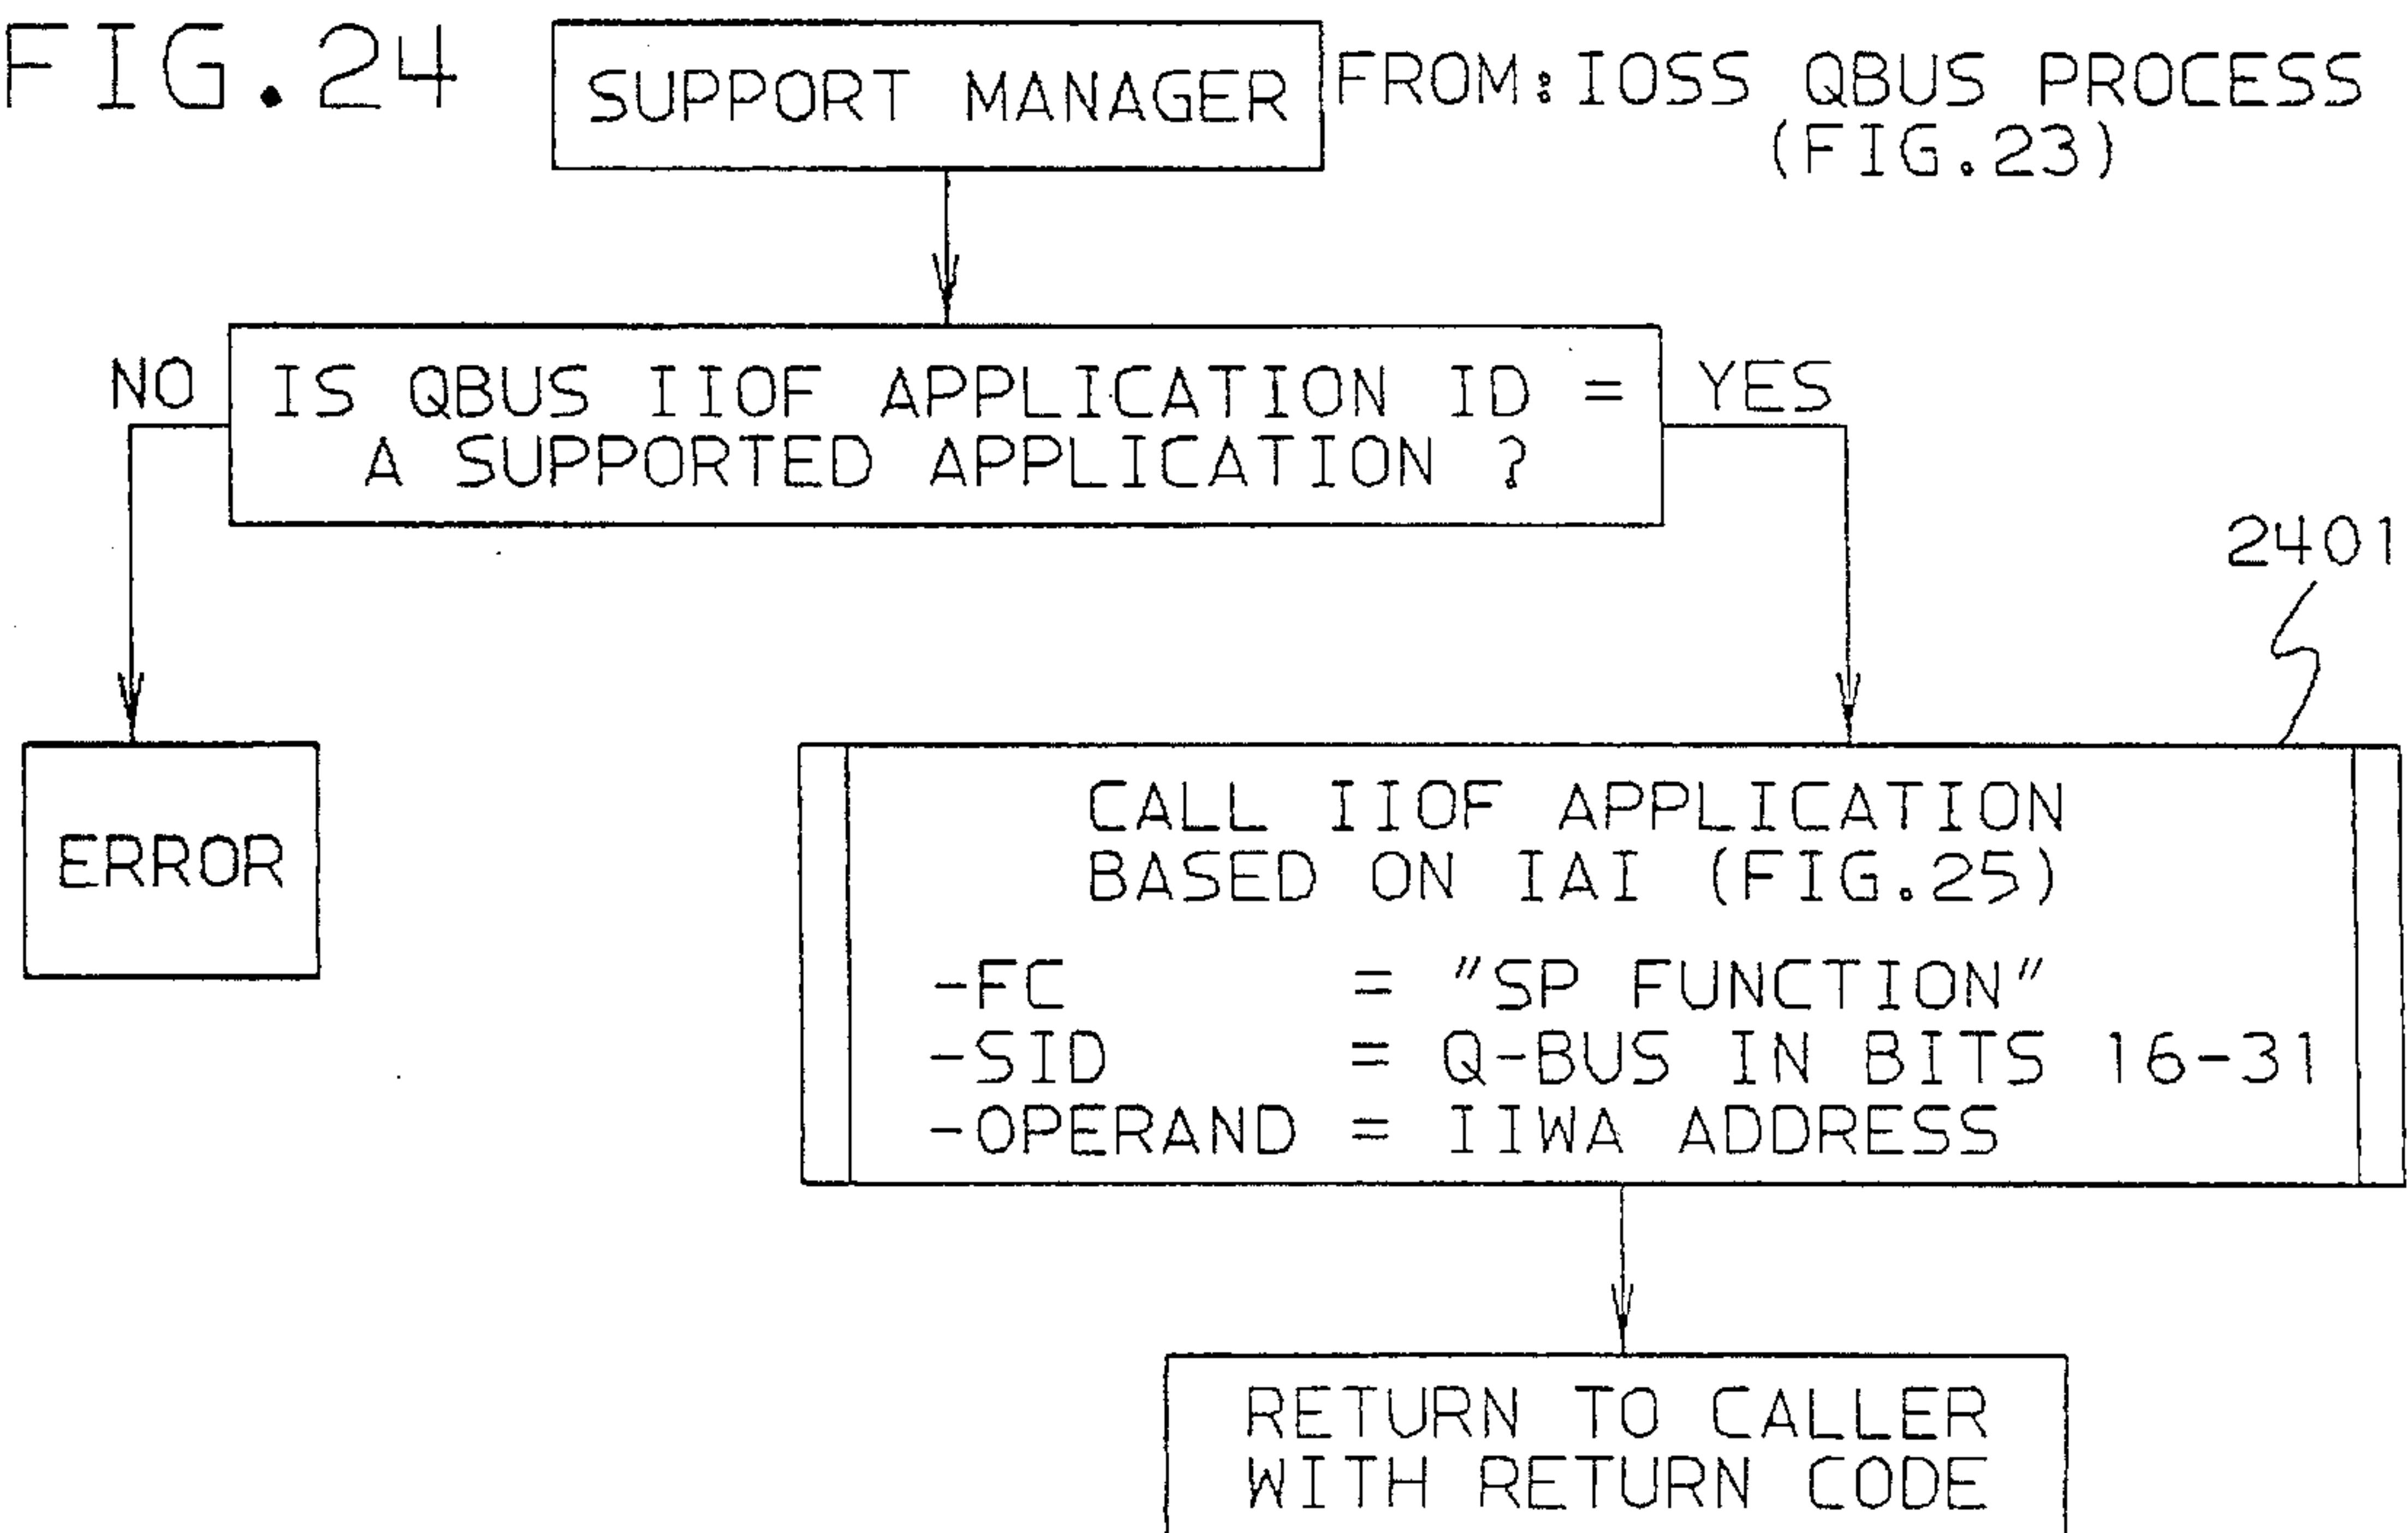 FIG.24
SUPPORT MANAGER
FROM:IOSS QBUS PROCESS
(FIG.23)
NO
IS QBUS IIOF APPLICATION ID =
A SUPPORTED APPLICATION ?
YES
2401
ERROR
CALL IIOF APPLICATION
BASED ON IAI (FIG.25)
-FC = "SP FUNCTION"
-SID = Q-BUS IN BITS 16-31
-OPERAND = IIWA ADDRESS
RETURN TO CALLER
WITH RETURN CODE